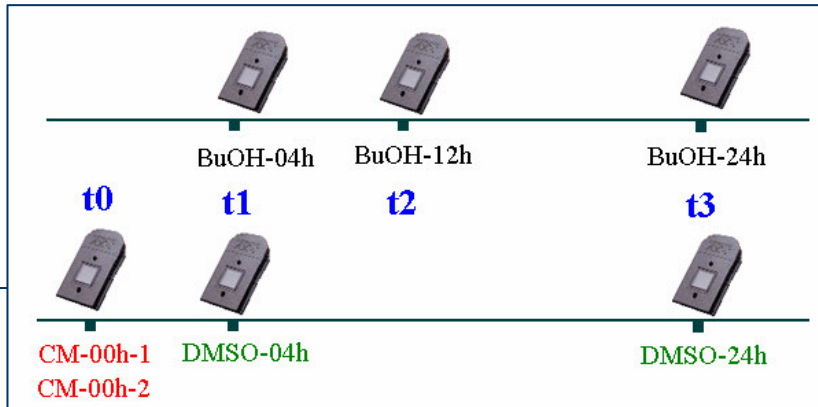 BuOH-04h BuOH-12h BuOH-24h
t0 t1 t2 t3
CM-00h-1 DMSO-04h DMSO-24h
CM-00h-2